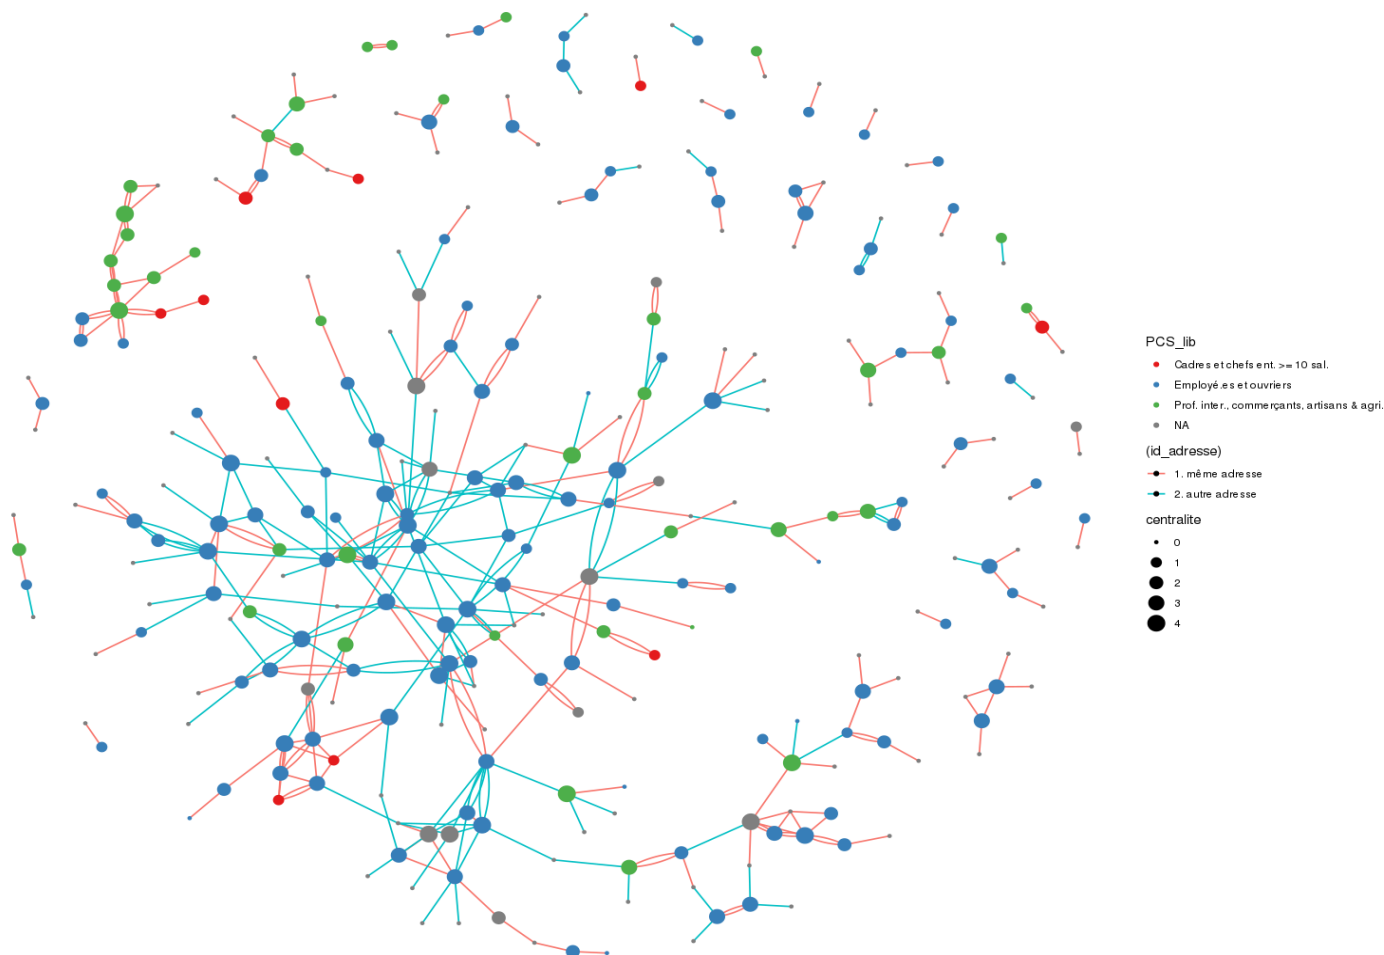 PCS_lib
Cadres et chefs ent. >= 10 sal.
Employé.es et ouvriers
Prof. inter., commerçants, artisans & agri.
NA
(id_adresse)
1. même adresse
2. autre adresse
centralite
0
1
2
3
4